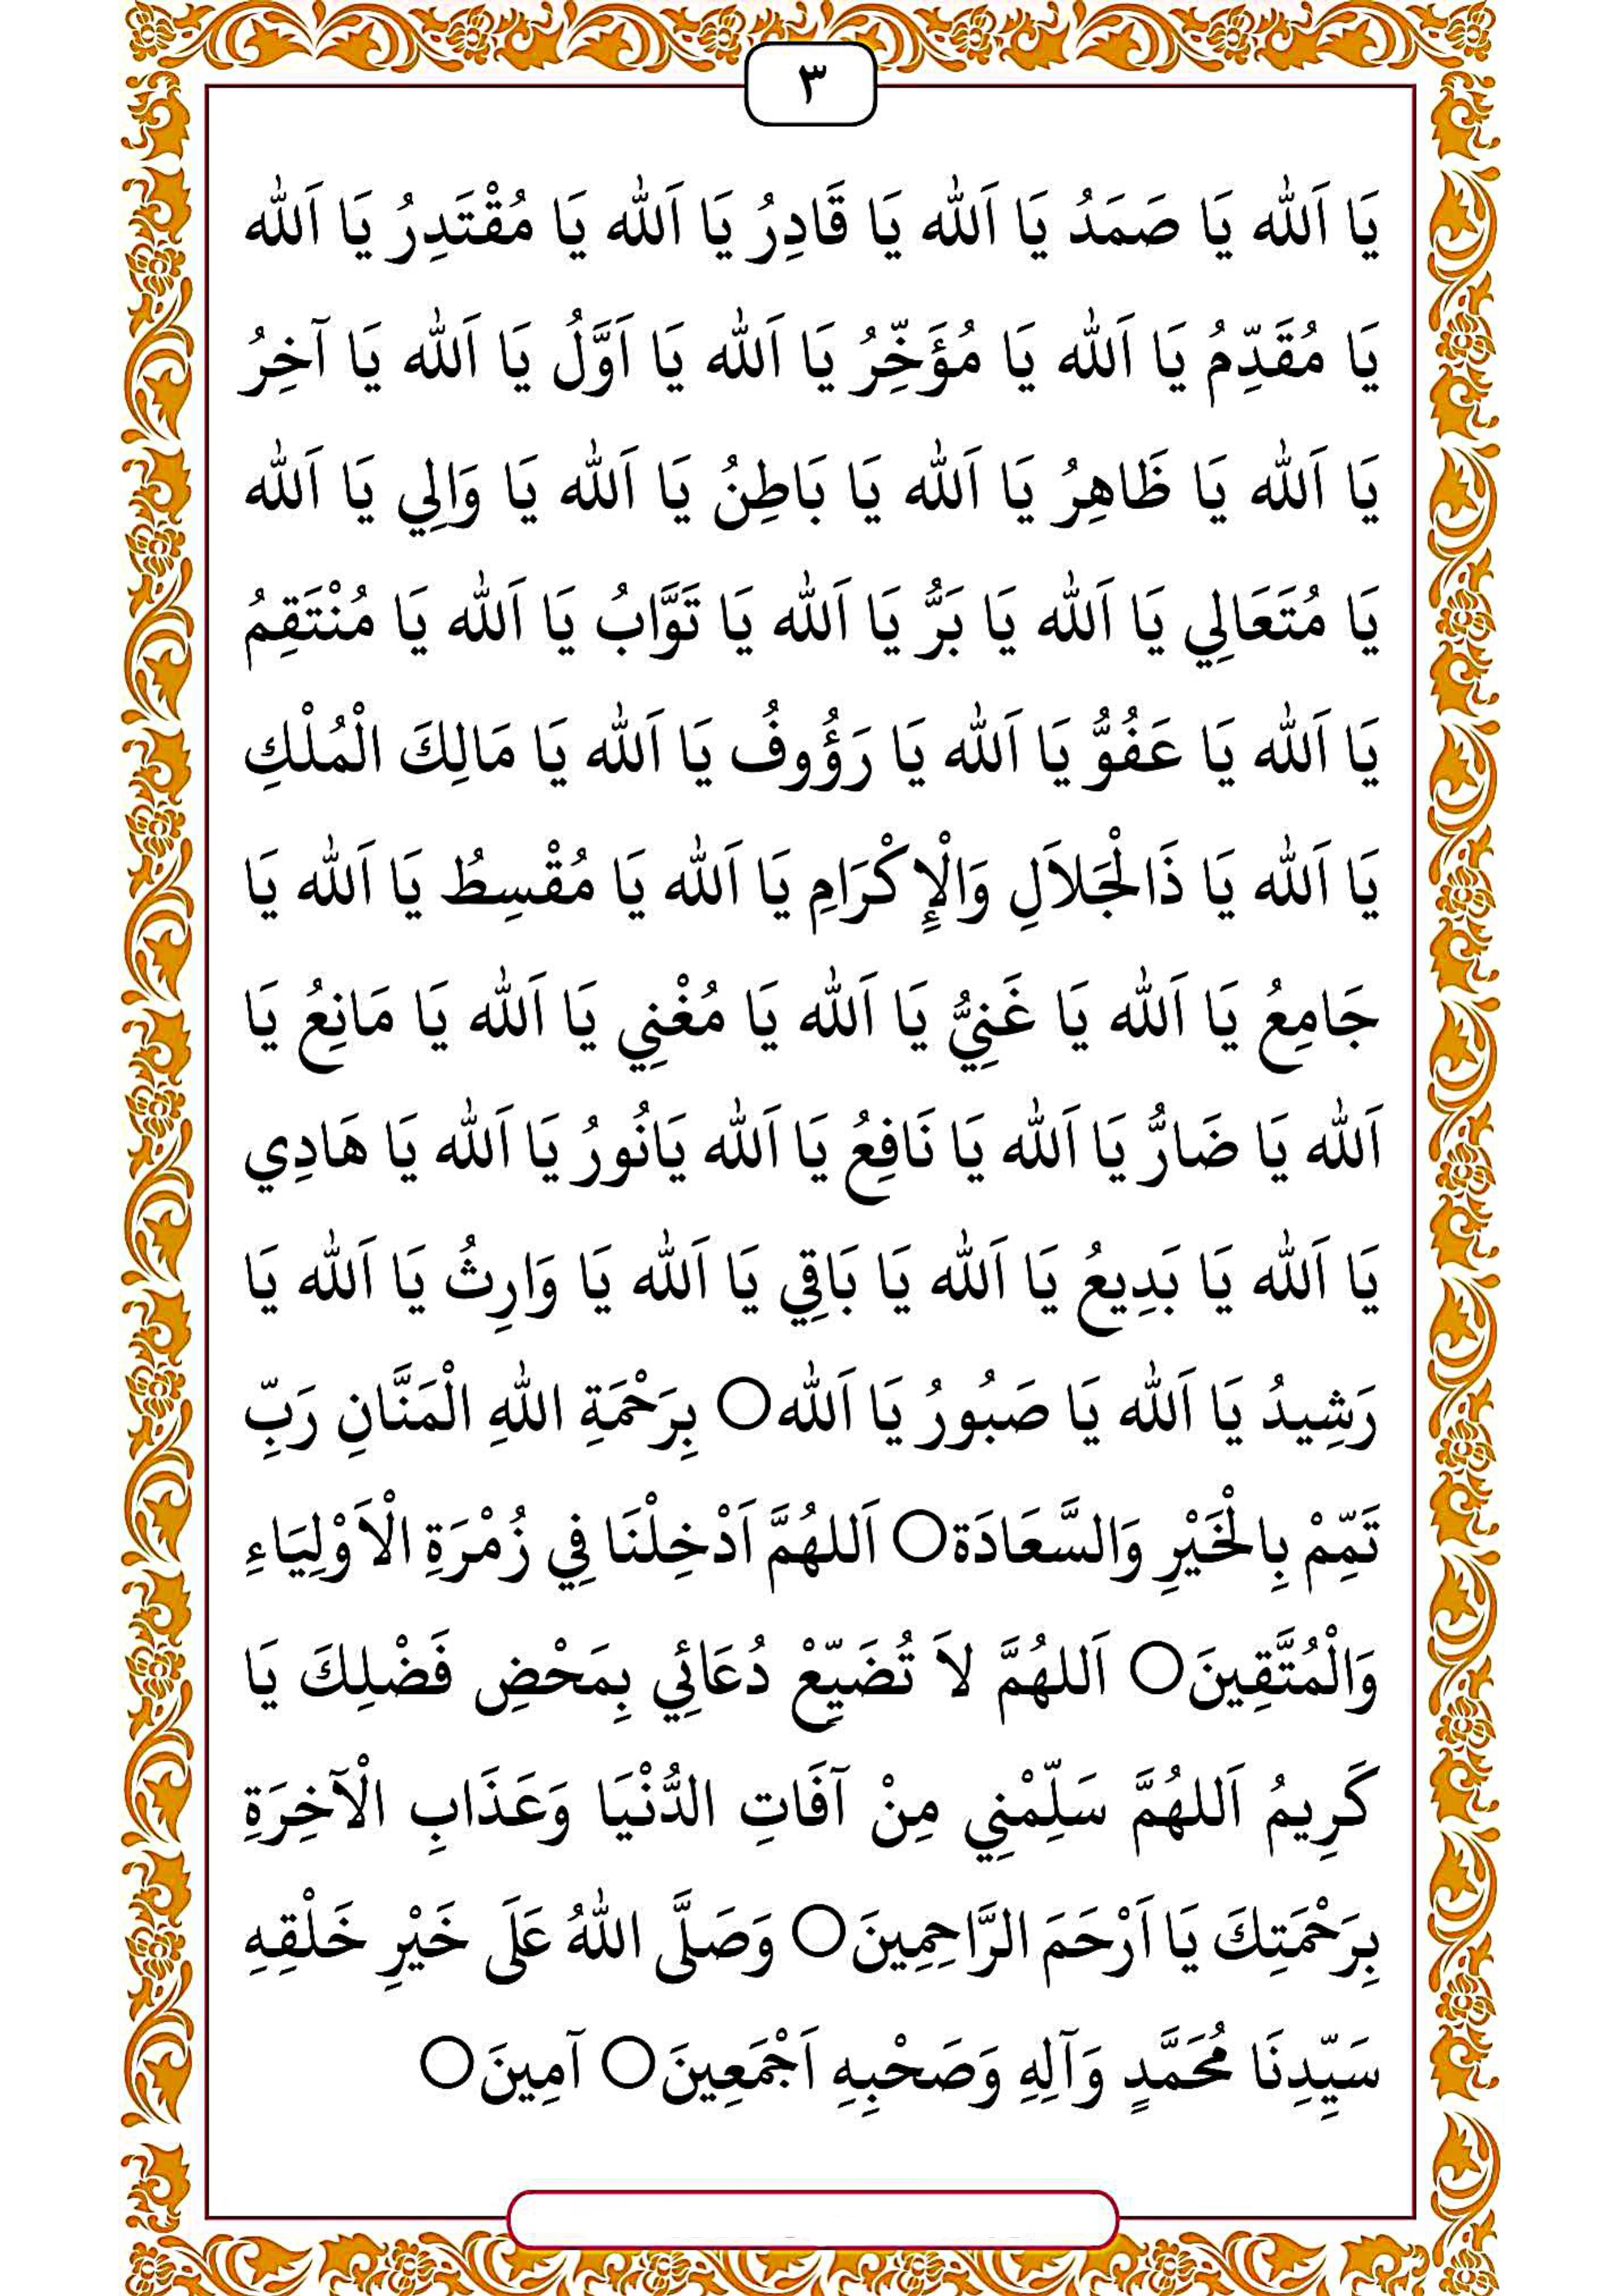 ٣
يَا اَللّٰه يَا صَمَدُ يَا اَللّٰه يَا قَادِرُ يَا اَللّٰه يَا مُقْتَدِرُ يَا اَللّٰه
يَا مُقَدِّمُ يَا اَللّٰه يَا مُؤَخِّرُ يَا اَللّٰه يَا اَوَّلُ يَا اَللّٰه يَا آخِرُ
يَا اَللّٰه يَا ظَاهِرُ يَا اَللّٰه يَا بَاطِنُ يَا اَللّٰه يَا وَالِي يَا اَللّٰه
يَا مُتَعَالِي يَا اَللّٰه يَا بَرُّ يَا اَللّٰه يَا تَوَّابُ يَا اَللّٰه يَا مُنْتَقِمُ
يَا اَللّٰه يَا عَفُوُّ يَا اَللّٰه يَا رَؤُوفُ يَا اَللّٰه يَا مَالِكَ الْمُلْكِ
يَا اَللّٰه يَا ذَالْجَلاَلِ وَالْإِكْرَامِ يَا اَللّٰه يَا مُقْسِطُ يَا اَللّٰه يَا
جَامِعُ يَا اَللّٰه يَا غَنِيُّ يَا اَللّٰه يَا مُغْنِي يَا اَللّٰه يَا مَانِعُ يَا
اَللّٰه يَا ضَارُّ يَا اَللّٰه يَا نَافِعُ يَا اَللّٰه يَانُورُ يَا اَللّٰه يَا هَادِي
يَا اَللّٰه يَا بَدِيعُ يَا اَللّٰه يَا بَاقِي يَا اَللّٰه يَا وَارِثُ يَا اَللّٰه يَا
رَشِيدُ يَا اَللّٰه يَا صَبُورُ يَا اَللّٰه○ بِرَحْمَةِ اللّٰهِ الْمَنَّانِ رَبِّ
تَمِّمْ بِالْخَيْرِ وَالسَّعَادَة○ اَللهُمَّ اَدْخِلْنَا فِي زُمْرَةِ الْاَوْلِيَاءِ
وَالْمُتَّقِينَ○ اَللهُمَّ لاَ تُضَيِّعْ دُعَائِي بِمَحْضِ فَضْلِكَ يَا
كَرِيمُ اَللهُمَّ سَلِّمْنِي مِنْ آفَاتِ الدُّنْيَا وَعَذَابِ الْآخِرَةِ
بِرَحْمَتِكَ يَا اَرْحَمَ الرَّاحِمِينَ○ وَصَلَّى اللّٰهُ عَلَى خَيْرِ خَلْقِهِ
سَيِّدِنَا مُحَمَّدٍ وَآلِهِ وَصَحْبِهِ اَجْمَعِينَ○ آمِينَ○